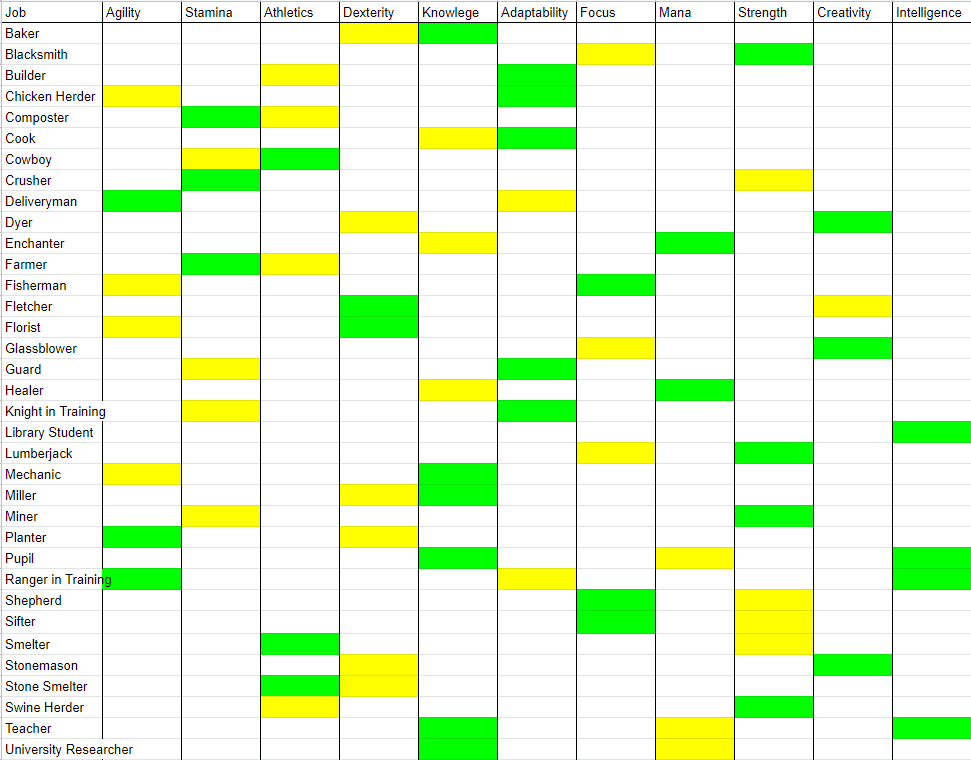 Job Agility Stamina Athletics Dexterity Knowlege Adaptability Focus Mana Strength Creativity Intelligence
Baker
Blacksmith
Builder
Chicken Herder
Composter
Cook
Cowboy
Crusher
Deliveryman
Dyer
Enchanter
Farmer
Fisherman
Fletcher
Florist
Glassblower
Guard
Healer
Knight in Training
Library Student
Lumberjack
Mechanic
Miller
Miner
Planter
Pupil
Ranger in Training
Shepherd
Sifter
Smelter
Stonemason
Stone Smelter
Swine Herder
Teacher
University Researcher